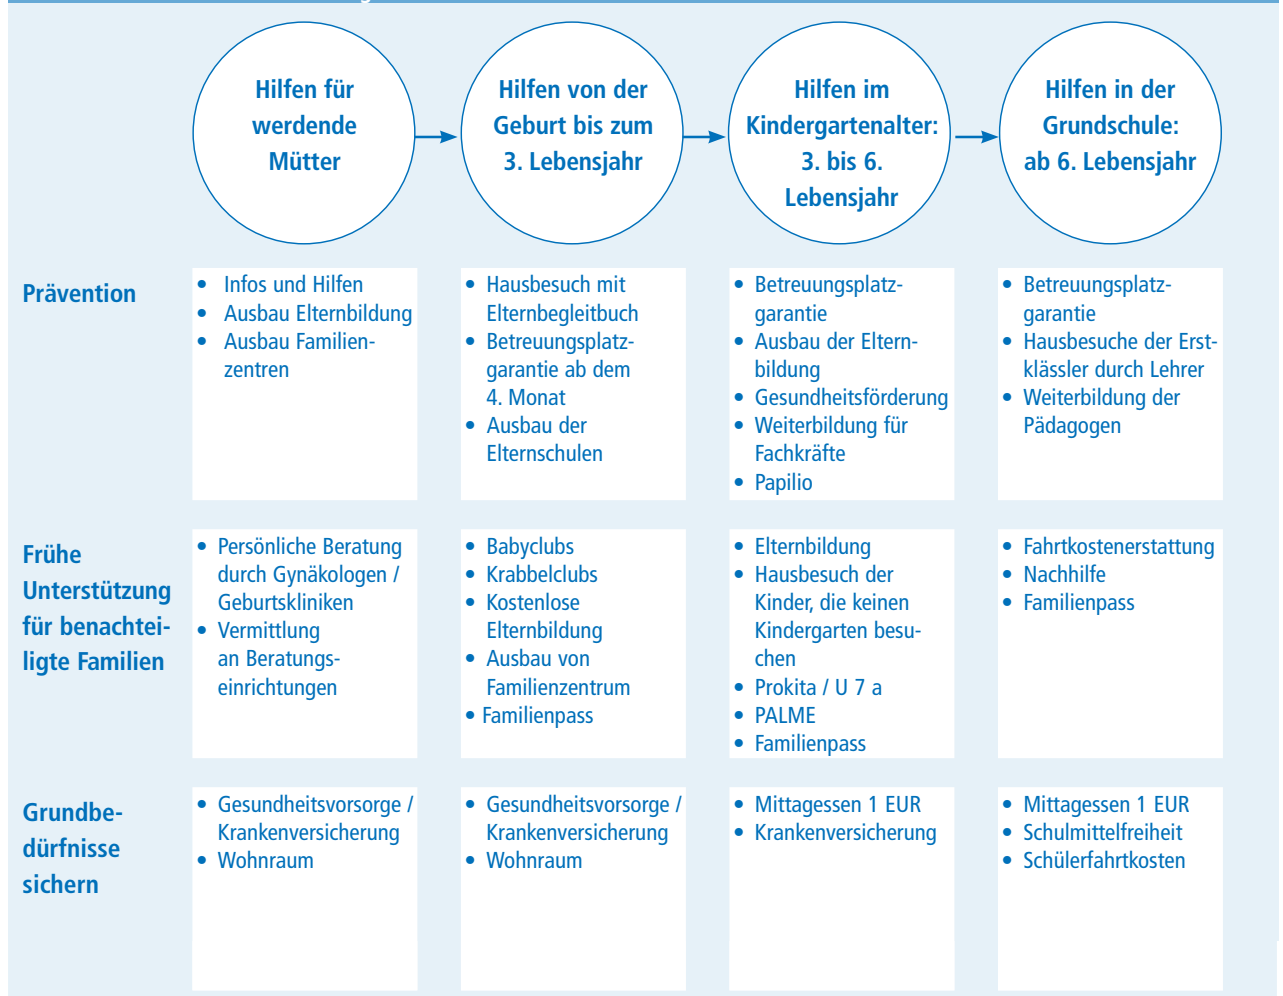 Hilfen für
werdende
Mütter
Hilfen von der
Geburt bis zum
3. Lebensjahr
Hilfen im
Kindergartenalter:
3. bis 6.
Lebensjahr
Hilfen in der
Grundschule:
ab 6. Lebensjahr
Prävention
• Infos und Hilfen
• Ausbau Elternbildung
• Ausbau Familien-
zentren
• Hausbesuch mit
Elternbegleitbuch
• Betreuungsplatz-
garantie ab dem
4. Monat
• Ausbau der
Elternschulen
• Betreuungsplatz-
garantie
• Ausbau der Eltern-
bildung
• Gesundheitsförderung
• Weiterbildung für
Fachkräfte
• Papilio
• Betreuungsplatz-
garantie
• Hausbesuche der Erst-
klässler durch Lehrer
• Weiterbildung der
Pädagogen
Frühe
Unterstützung
für benachtei-
ligte Familien
• Persönliche Beratung
durch Gynäkologen /
Geburtskliniken
• Vermittlung
an Beratungs-
einrichtungen
• Babyclubs
• Krabbelclubs
• Kostenlose
Elternbildung
• Ausbau von
Familienzentrum
• Familienpass
• Elternbildung
• Hausbesuch der
Kinder, die keinen
Kindergarten besu-
chen
• Prokita / U 7 a
• PALME
• Familienpass
• Fahrtkostenerstattung
• Nachhilfe
• Familienpass
Grundbe-
dürfnisse
sichern
• Gesundheitsvorsorge /
Krankenversicherung
• Wohnraum
• Gesundheitsvorsorge /
Krankenversicherung
• Wohnraum
• Mittagessen 1 EUR
• Krankenversicherung
• Mittagessen 1 EUR
• Schulmittelfreiheit
• Schülerfahrtkosten